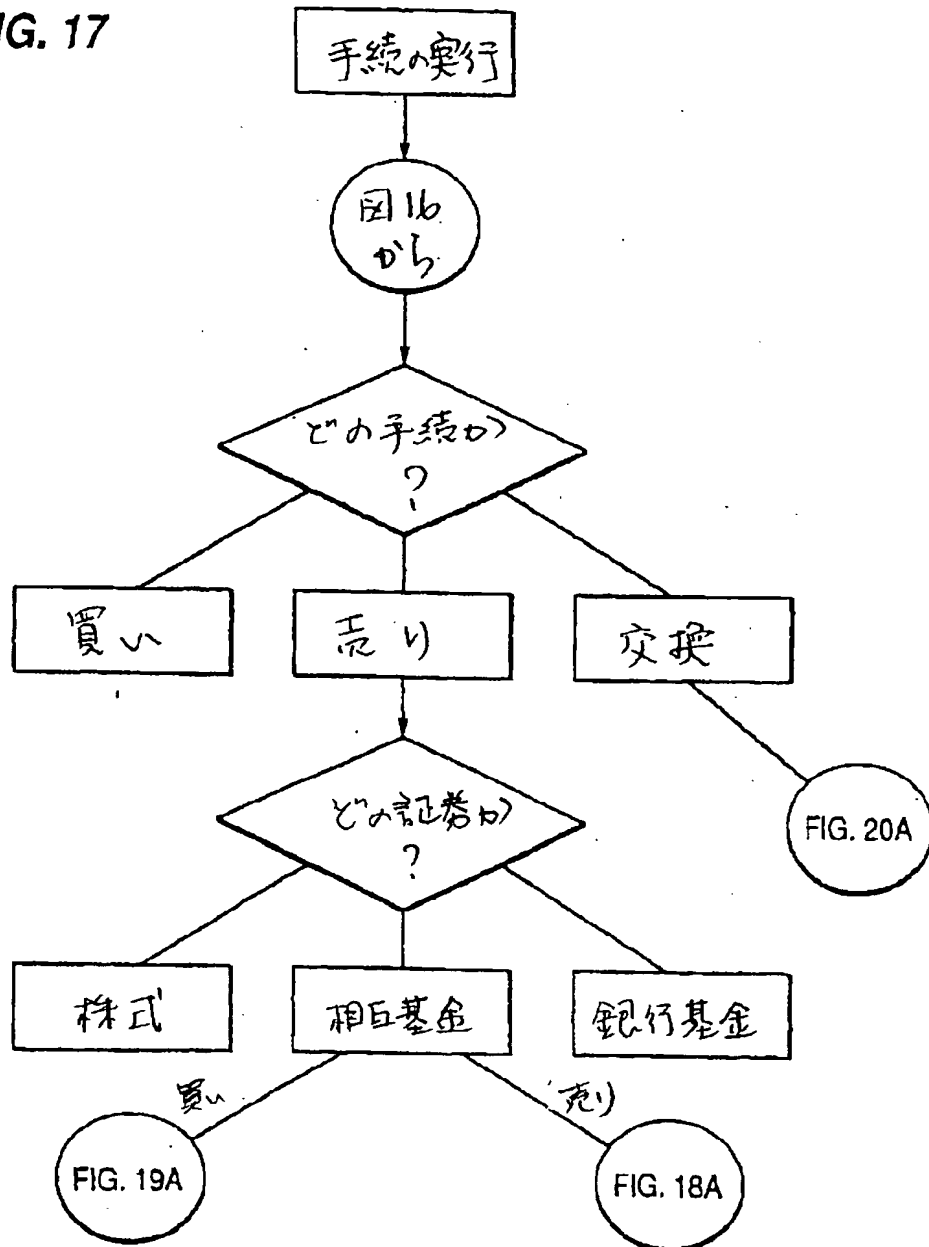 IG. 17
手続の実行
図16
から
どの手続か
?
買い
売り
交換
どの証券か
?
FIG. 20A
株式
相互基金
銀行基金
買い
売り
FIG. 19A
FIG. 18A